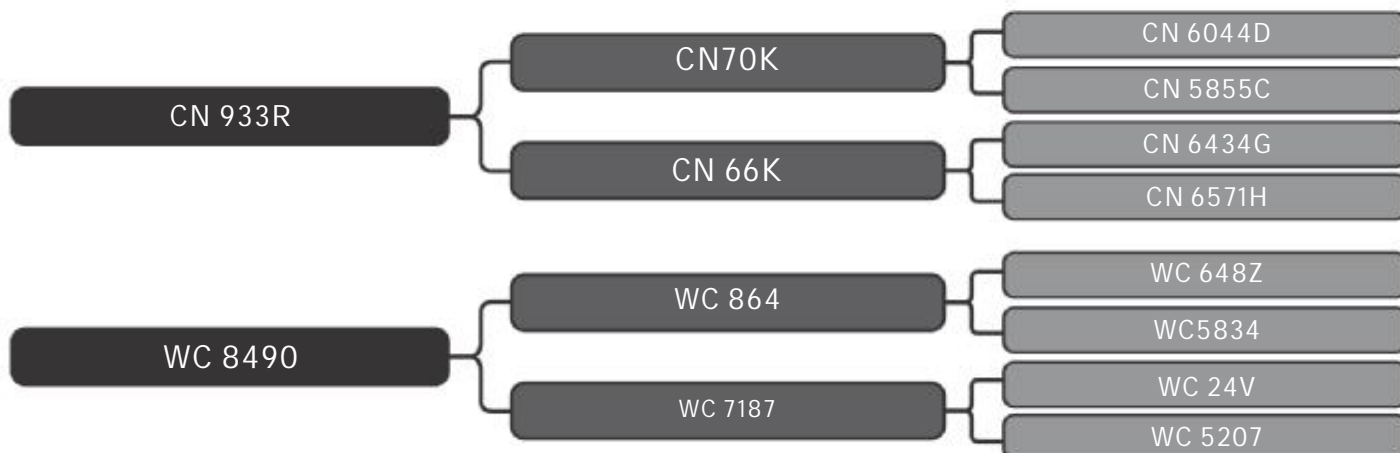 CN 933R
CN70K
CN 6044D
CN 5855C
CN 66K
CN 6434G
CN 6571H
WC 8490
WC 864
WC 648Z
WC5834
WC 7187
WC 24V
WC 5207